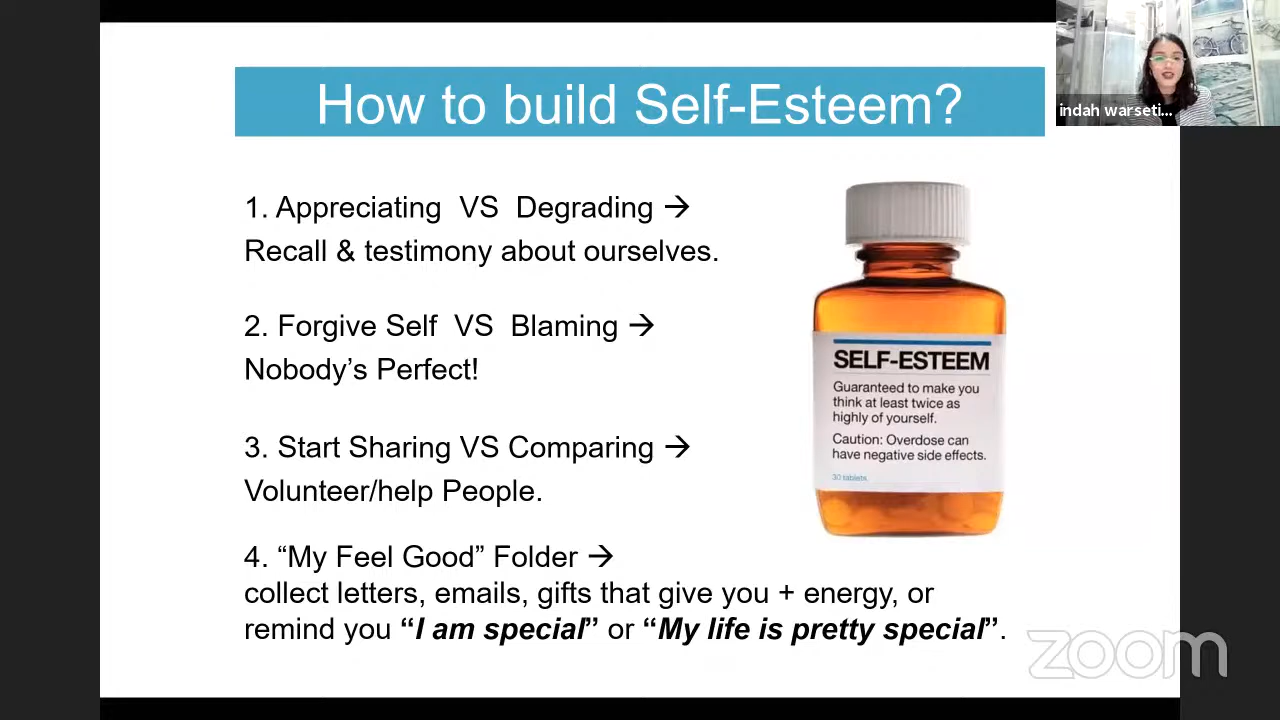 How to build Self-Esteem?
indah warseti...
1. Appreciating VS Degrading →
Recall & testimony about ourselves.
2. Forgive Self VS Blaming →
Nobody’s Perfect!
3. Start Sharing VS Comparing →
Volunteer/help People.
4. “My Feel Good” Folder →
collect letters, emails, gifts that give you + energy, or
remind you “I am special” or “My life is pretty special”.
SELF-ESTEEM
Guaranteed to make you
think at least twice as
highly of yourself.
Caution: Overdose can
have negative side effects.
30 tablets.
zoom